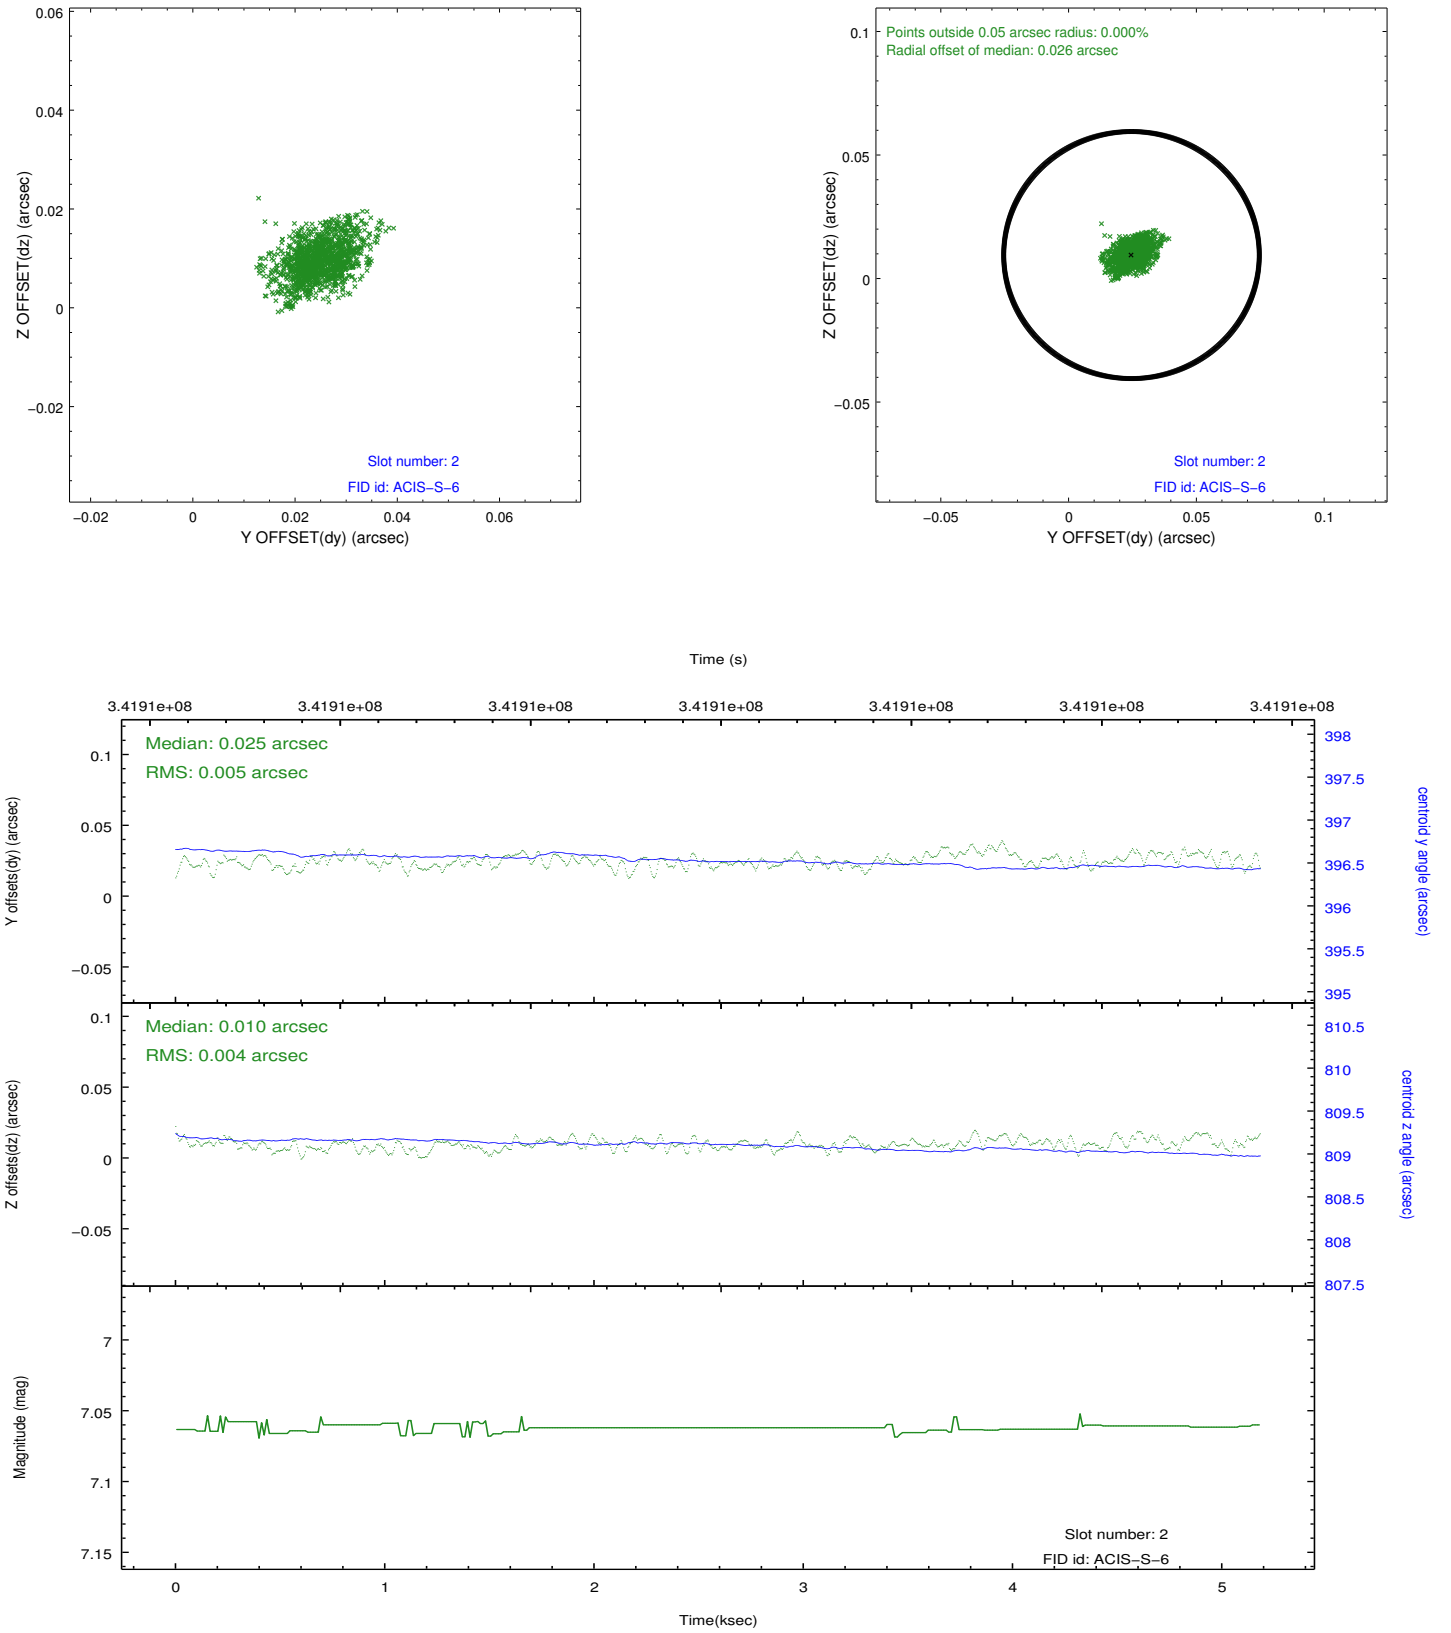 0.06
0.04
0.02
0
−0.02
Z OFFSET(dz) (arcsec)
Slot number: 2
FID id: ACIS−S−6
−0.02 0 0.02 0.04 0.06
Y OFFSET(dy) (arcsec)
Points outside 0.05 arcsec radius: 0.000%
Radial offset of median: 0.026 arcsec
0.1
0.05
0
−0.05
Z OFFSET(dz) (arcsec)
Slot number: 2
FID id: ACIS−S−6
−0.05 0 0.05 0.1
Y OFFSET(dy) (arcsec)
Time (s)
3.4191e+08 3.4191e+08 3.4191e+08 3.4191e+08 3.4191e+08 3.4191e+08 3.4191e+08
Median: 0.025 arcsec
RMS: 0.005 arcsec
0.1
0.05
0
−0.05
Y offsets(dy) (arcsec)
398
397.5
397
396.5
396
395.5
395
centroid y angle (arcsec)
Median: 0.010 arcsec
RMS: 0.004 arcsec
0.1
0.05
0
−0.05
Z offsets(dz) (arcsec)
810.5
810
809.5
809
808.5
808
807.5
centroid z angle (arcsec)
7
7.05
7.1
7.15
Magnitude (mag)
Slot number: 2
FID id: ACIS−S−6
0 1 2 3 4 5
Time(ksec)